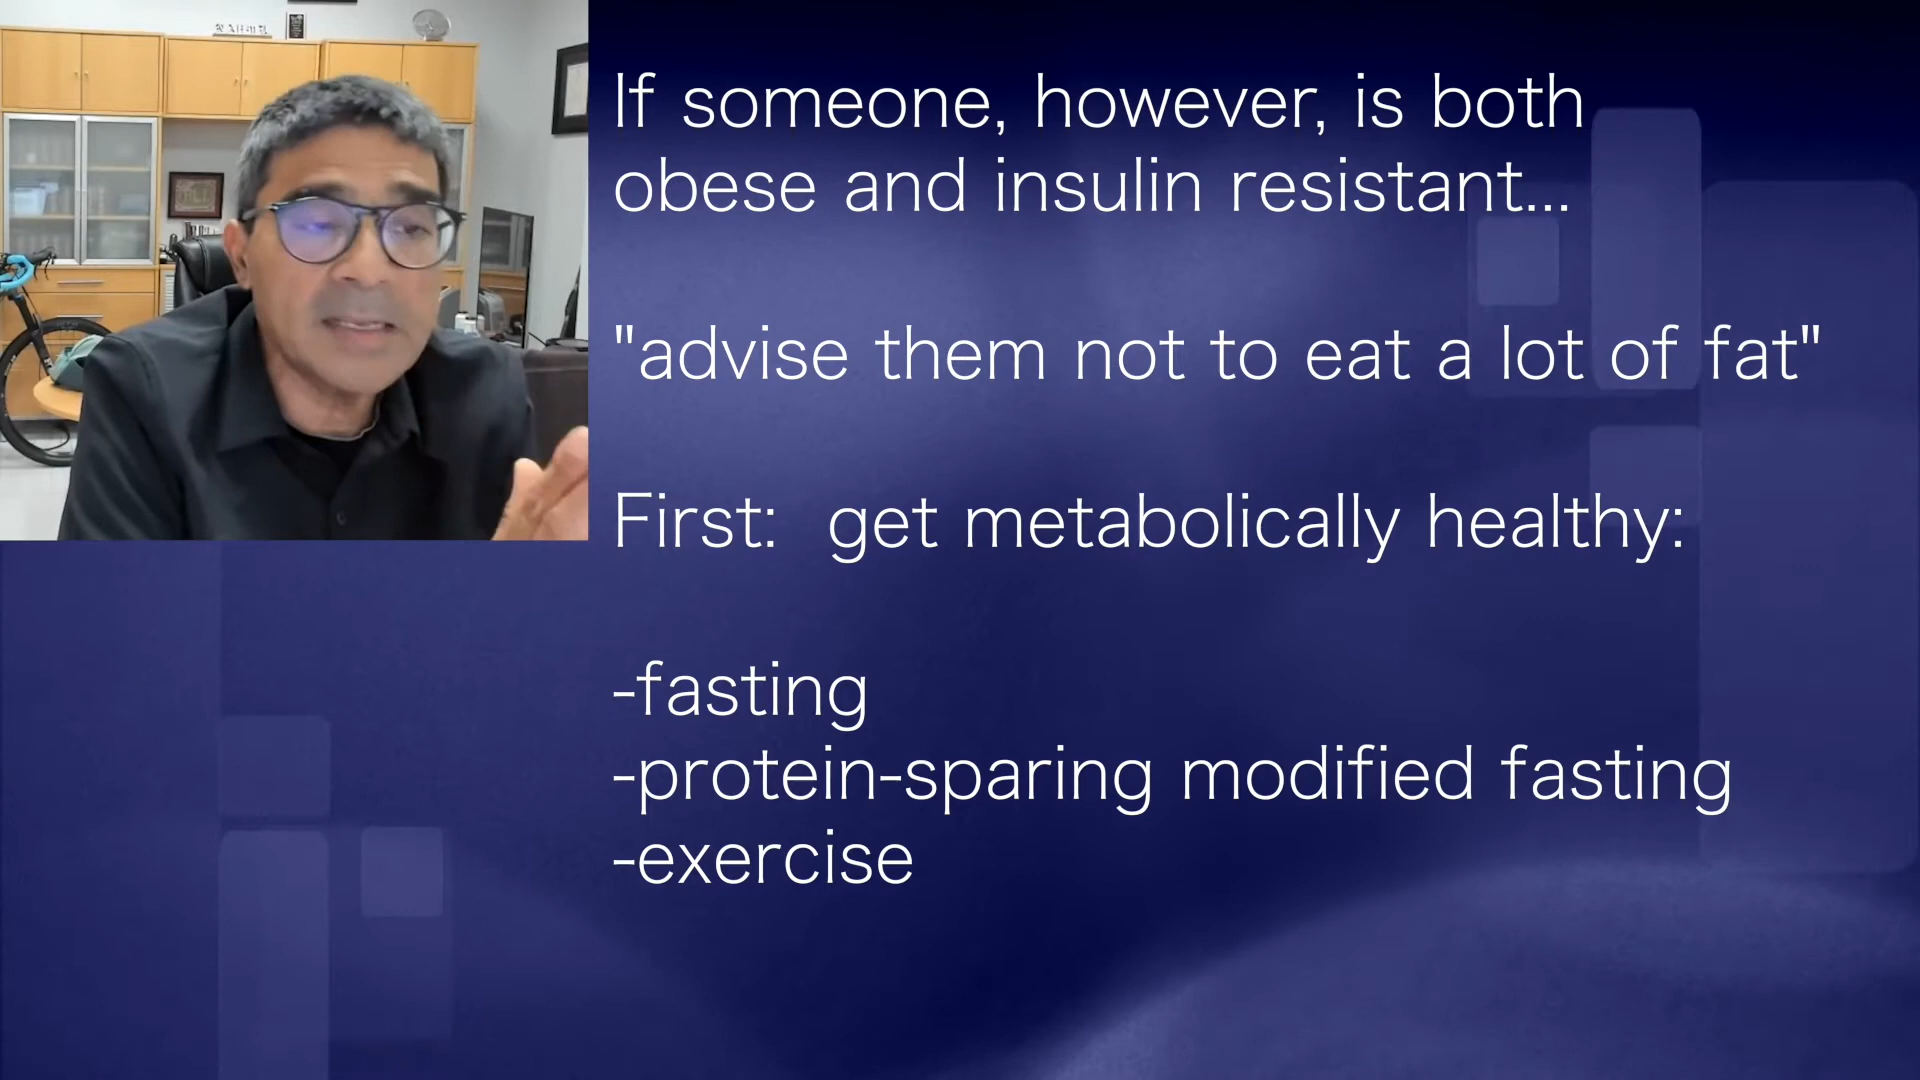 If someone, however, is both
obese and insulin resistant...
"advise them not to eat a lot of fat"
First:  get metabolically healthy:
-fasting
-protein-sparing modified fasting
-exercise